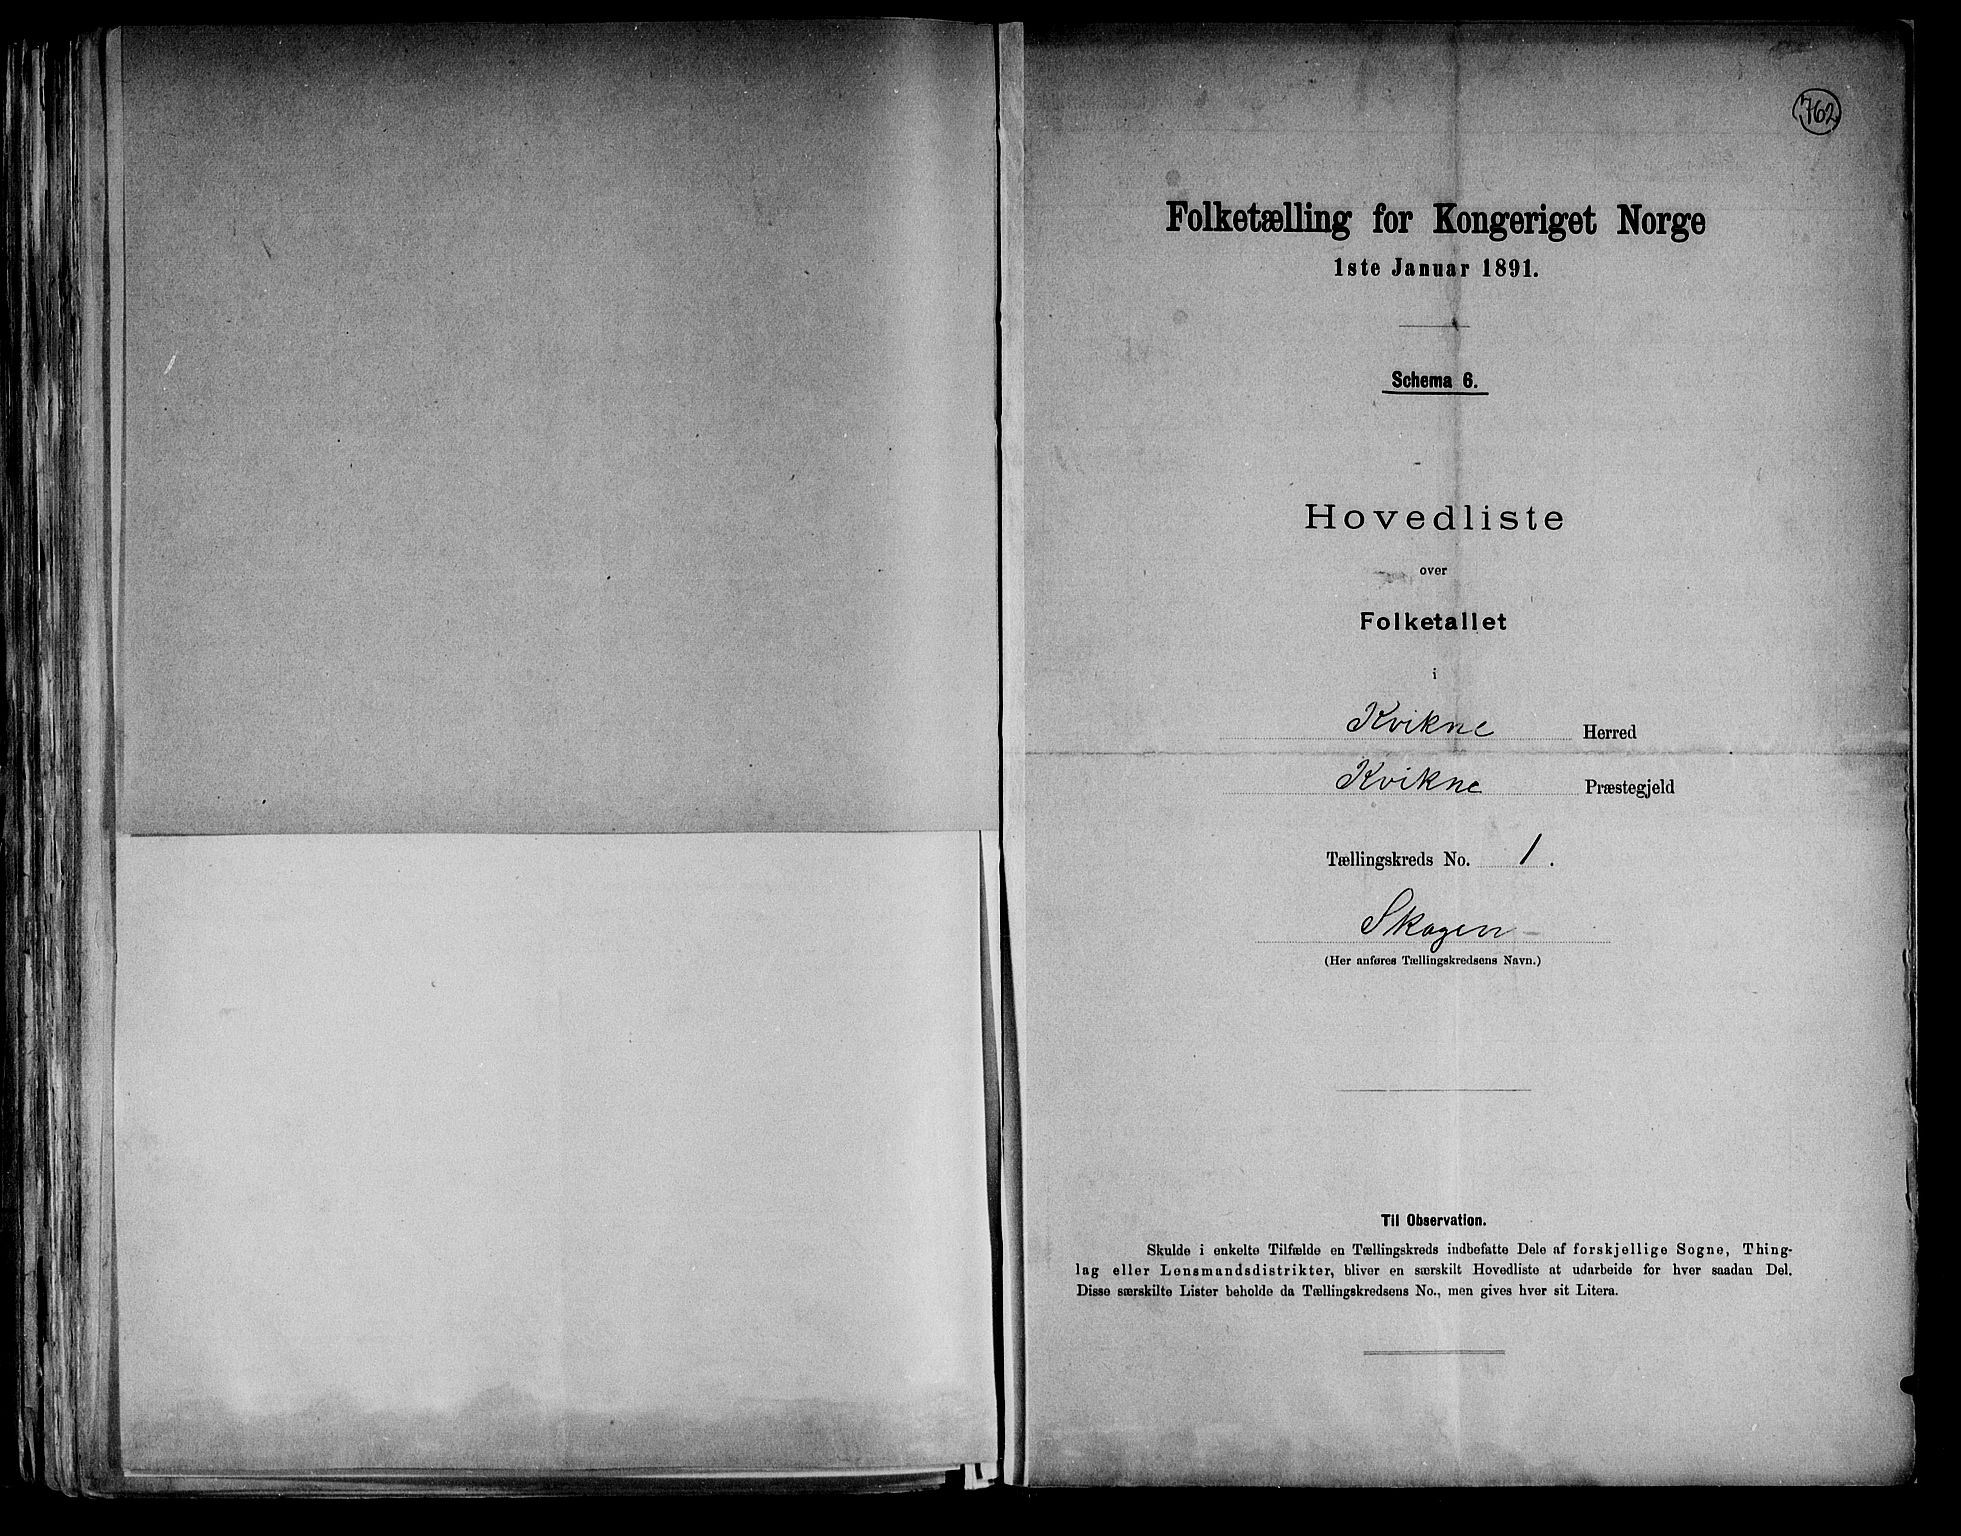 762
Folketælling for Kongeriget Norge
1ste Januar 1891.
Schema 6.
Hovedliste
over
Folketallet
i
Kvikne Herred
Kvikne Præstegjeld
Tællingskreds No. 1.
Skogen
(Her anføres Tællingskredsens Navn.)
Til Observation.
Skulde i enkelte Tilfælde en Tællingskreds indbefatte Dele af forskjellige Sogne, Thing-
lag eller Lensmandsdistrikter, bliver en særskilt Hovedliste at udarbeide for hver saadan Del.
Disse særskilte Lister beholde da Tællingskredsens No., men gives hver sit Litera.